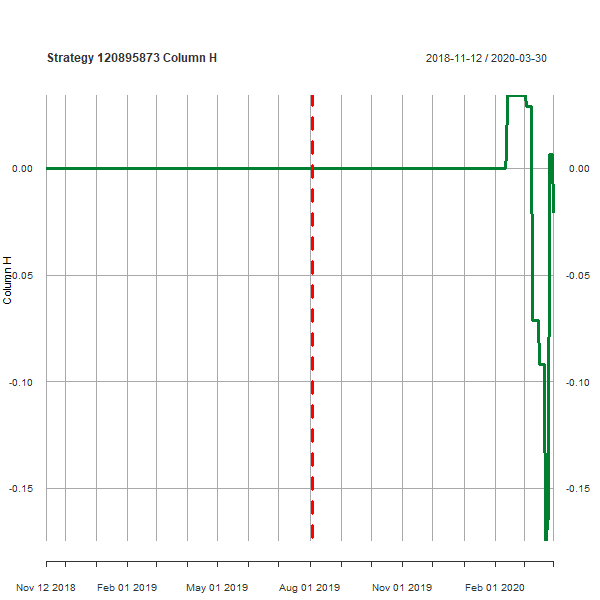 Strategy 120895873 Column H
2018-11-12 / 2020-03-30
0.00
0.00
Column H
-0.05
-0.05
-0.10
-0.10
-0.15
-0.15
Nov 12 2018
Feb 01 2019
May 01 2019
Aug 01 2019
Nov 01 2019
Feb 01 2020